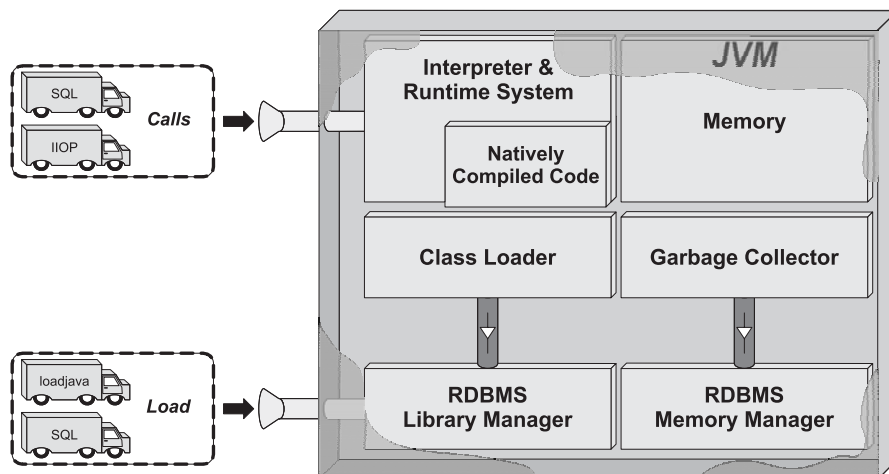 JVM
SQL
IIOP
Calls
Interpreter &
Runtime System
Natively
Compiled Code
Memory
Class Loader
Garbage Collector
loadjava
SQL
Load
RDBMS
Library Manager
RDBMS
Memory Manager